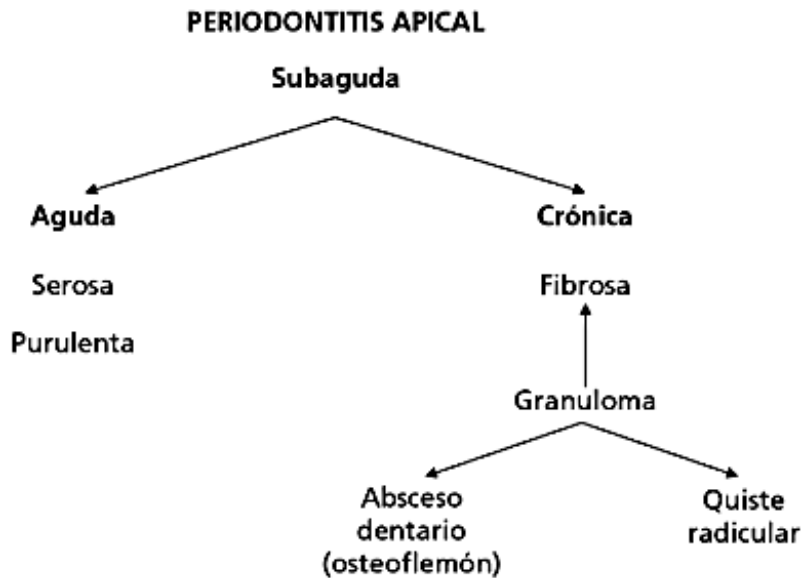 PERIODONTITIS APICAL
Subaguda
Aguda
Crónica
Serosa
Fibrosa
Purulenta
Granuloma
Absceso
dentario
(osteoflemón)
Quiste
radicular